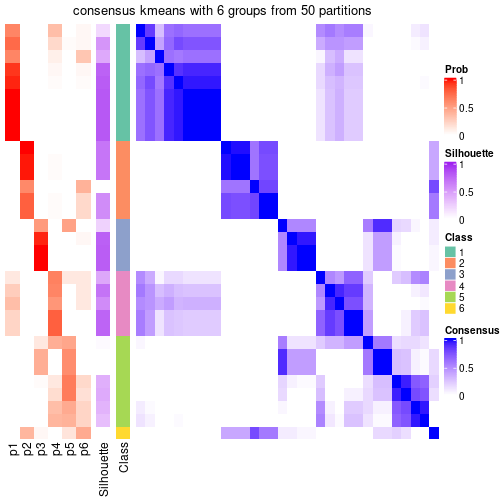 consensus kmeans with 6 groups from 50 partitions
Prob
1
0.5
0
Silhouette
1
0.5
0
Class
1
2
3
4
5
6
Consensus
1
0.5
0
p1
p2
p3
p4
p5
p6
Silhouette
Class